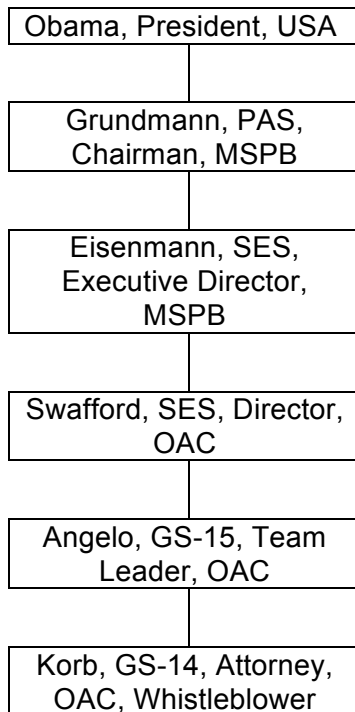 Obama, President, USA
Grundmann, PAS,
Chairman, MSPB
Eisenmann, SES,
Executive Director,
MSPB
Swafford, SES, Director,
OAC
Angelo, GS-15, Team
Leader, OAC
Korb, GS-14, Attorney,
OAC, Whistleblower